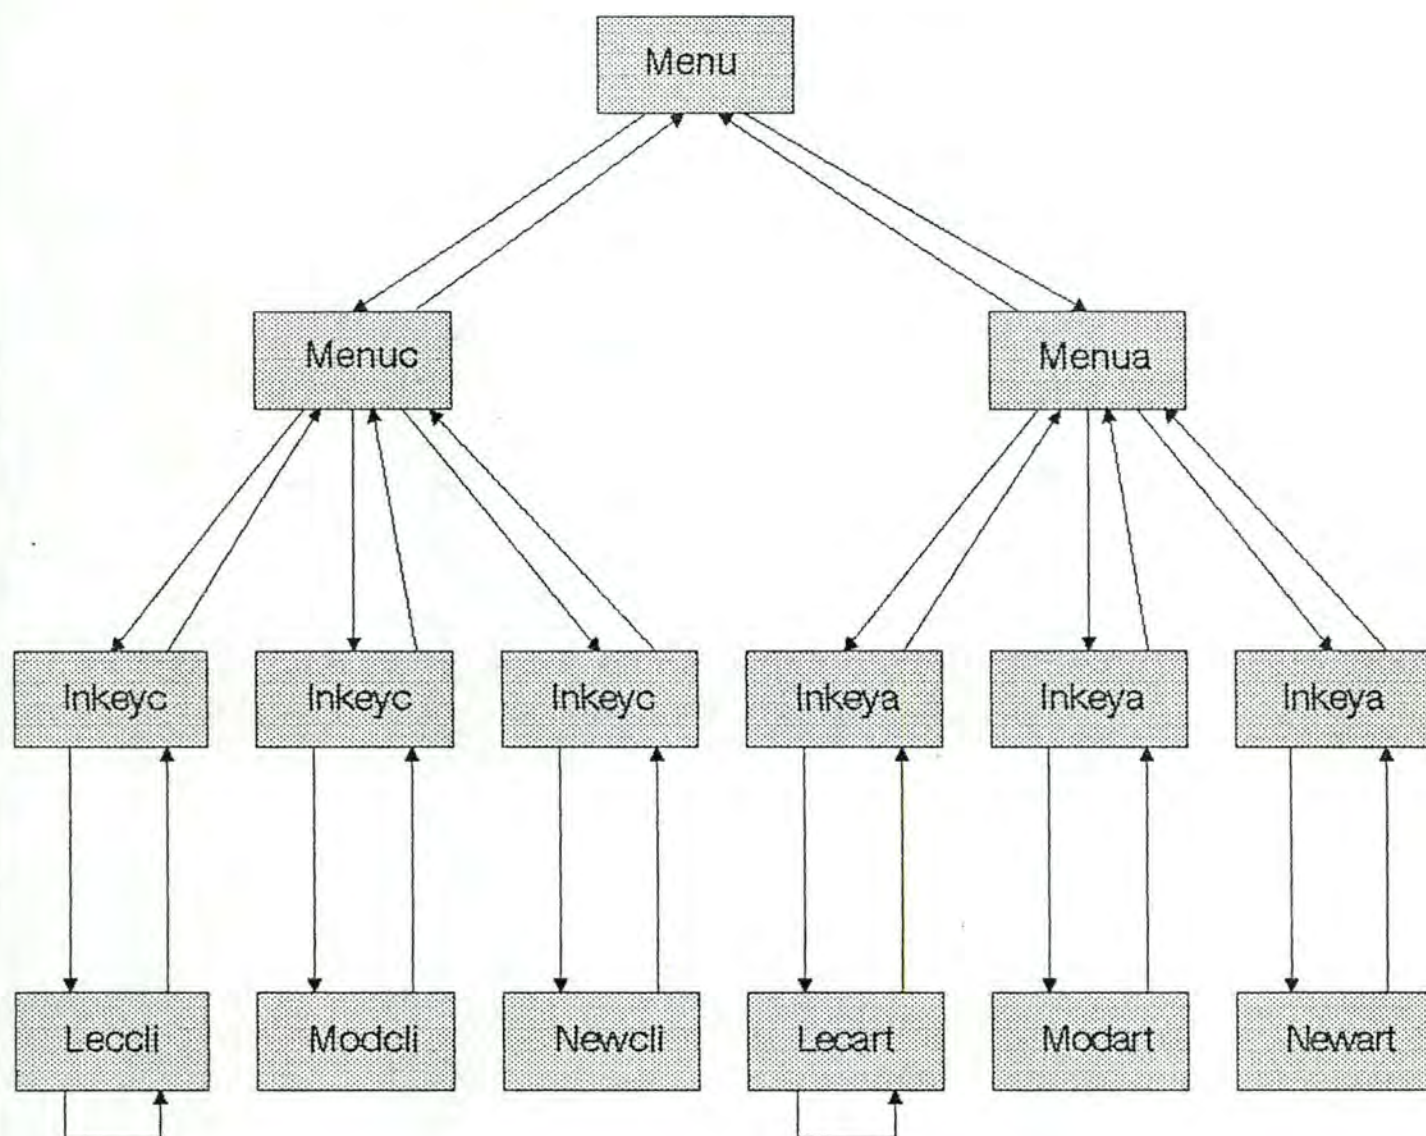 Menu
Menuc
Menua
Inkeyc
Inkeyc
Inkeyc
Inkeya
Inkeya
Inkeya
Leccli
Modcli
Newcli
Lecart
Modart
Newart